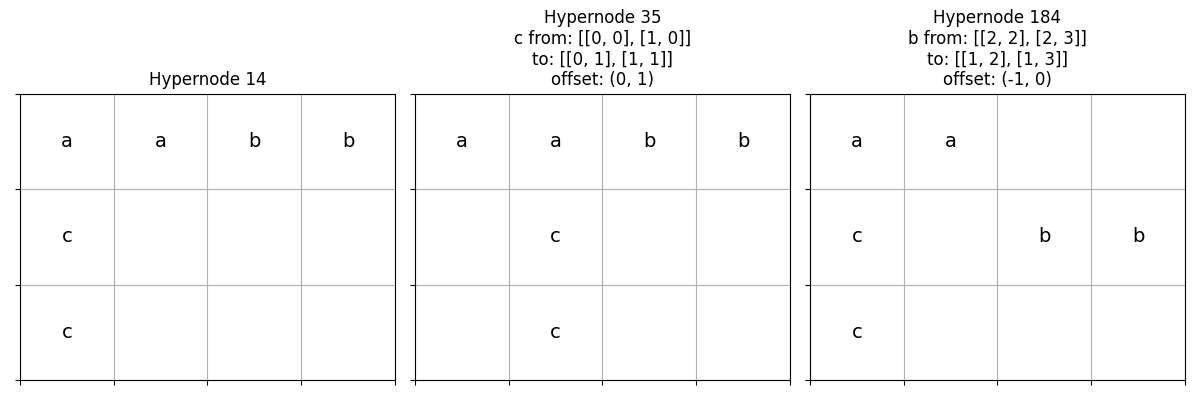 Hypernode 14
a a b b
c
c
Hypernode 35
c from: [[0, 0], [1, 0]]
to: [[0, 1], [1, 1]]
offset: (0, 1)
a a b b
c
c
Hypernode 184
b from: [[2, 2], [2, 3]]
to: [[1, 2], [1, 3]]
offset: (-1, 0)
a a
c b b
c